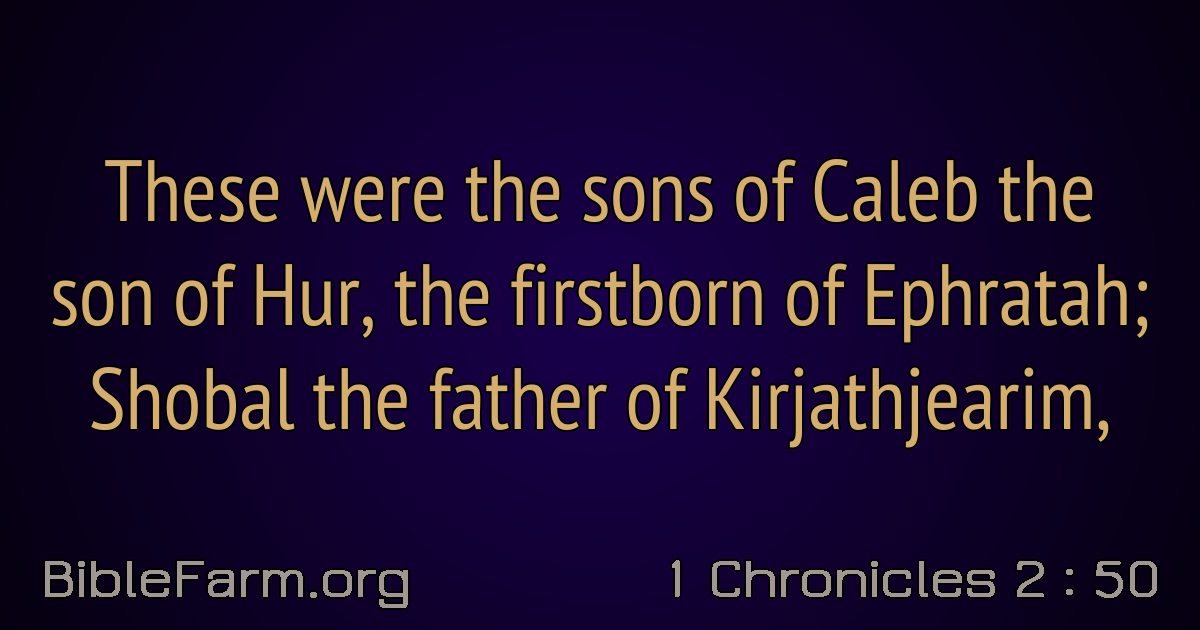 These were the sons of Caleb the
son of Hur, the firstborn of Ephratah;
Shobal the father of Kirjathjearim,
BibleFarm.org
1 Chronicles 2 : 50